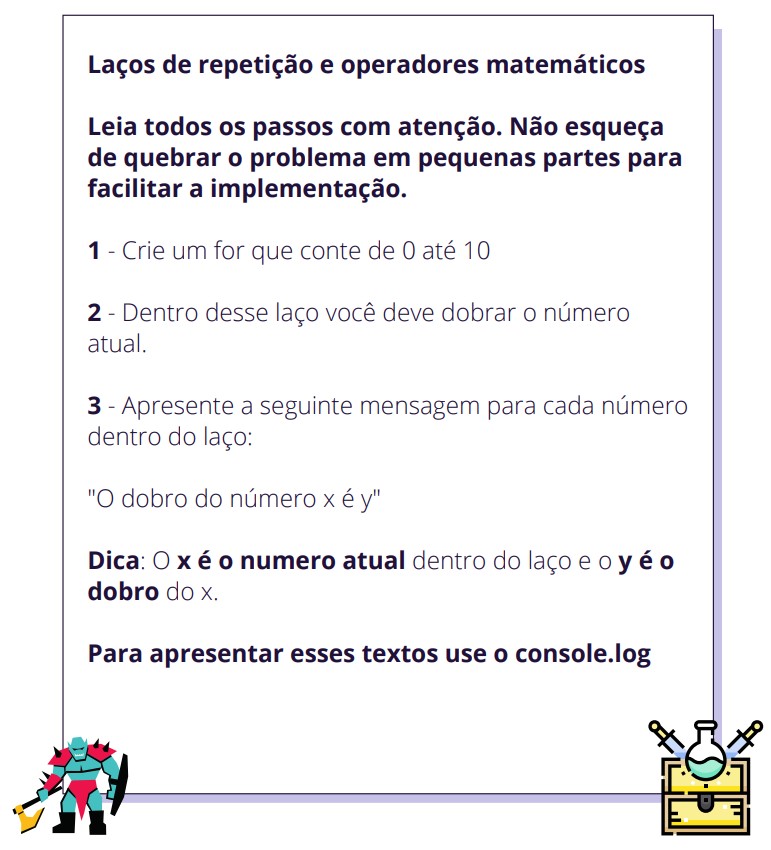 Laços de repetição e operadores matemáticos
Leia todos os passos com atenção. Não esqueça
de quebrar o problema em pequenas partes para
facilitar a implementação.
1 - Crie um for que conte de 0 até 10
2 - Dentro desse laço você deve dobrar o número
atual.
3 - Apresente a seguinte mensagem para cada número
dentro do laço:
"O dobro do número x é y"
Dica: O x é o numero atual dentro do laço e o y é o
dobro do x.
Para apresentar esses textos use o console.log